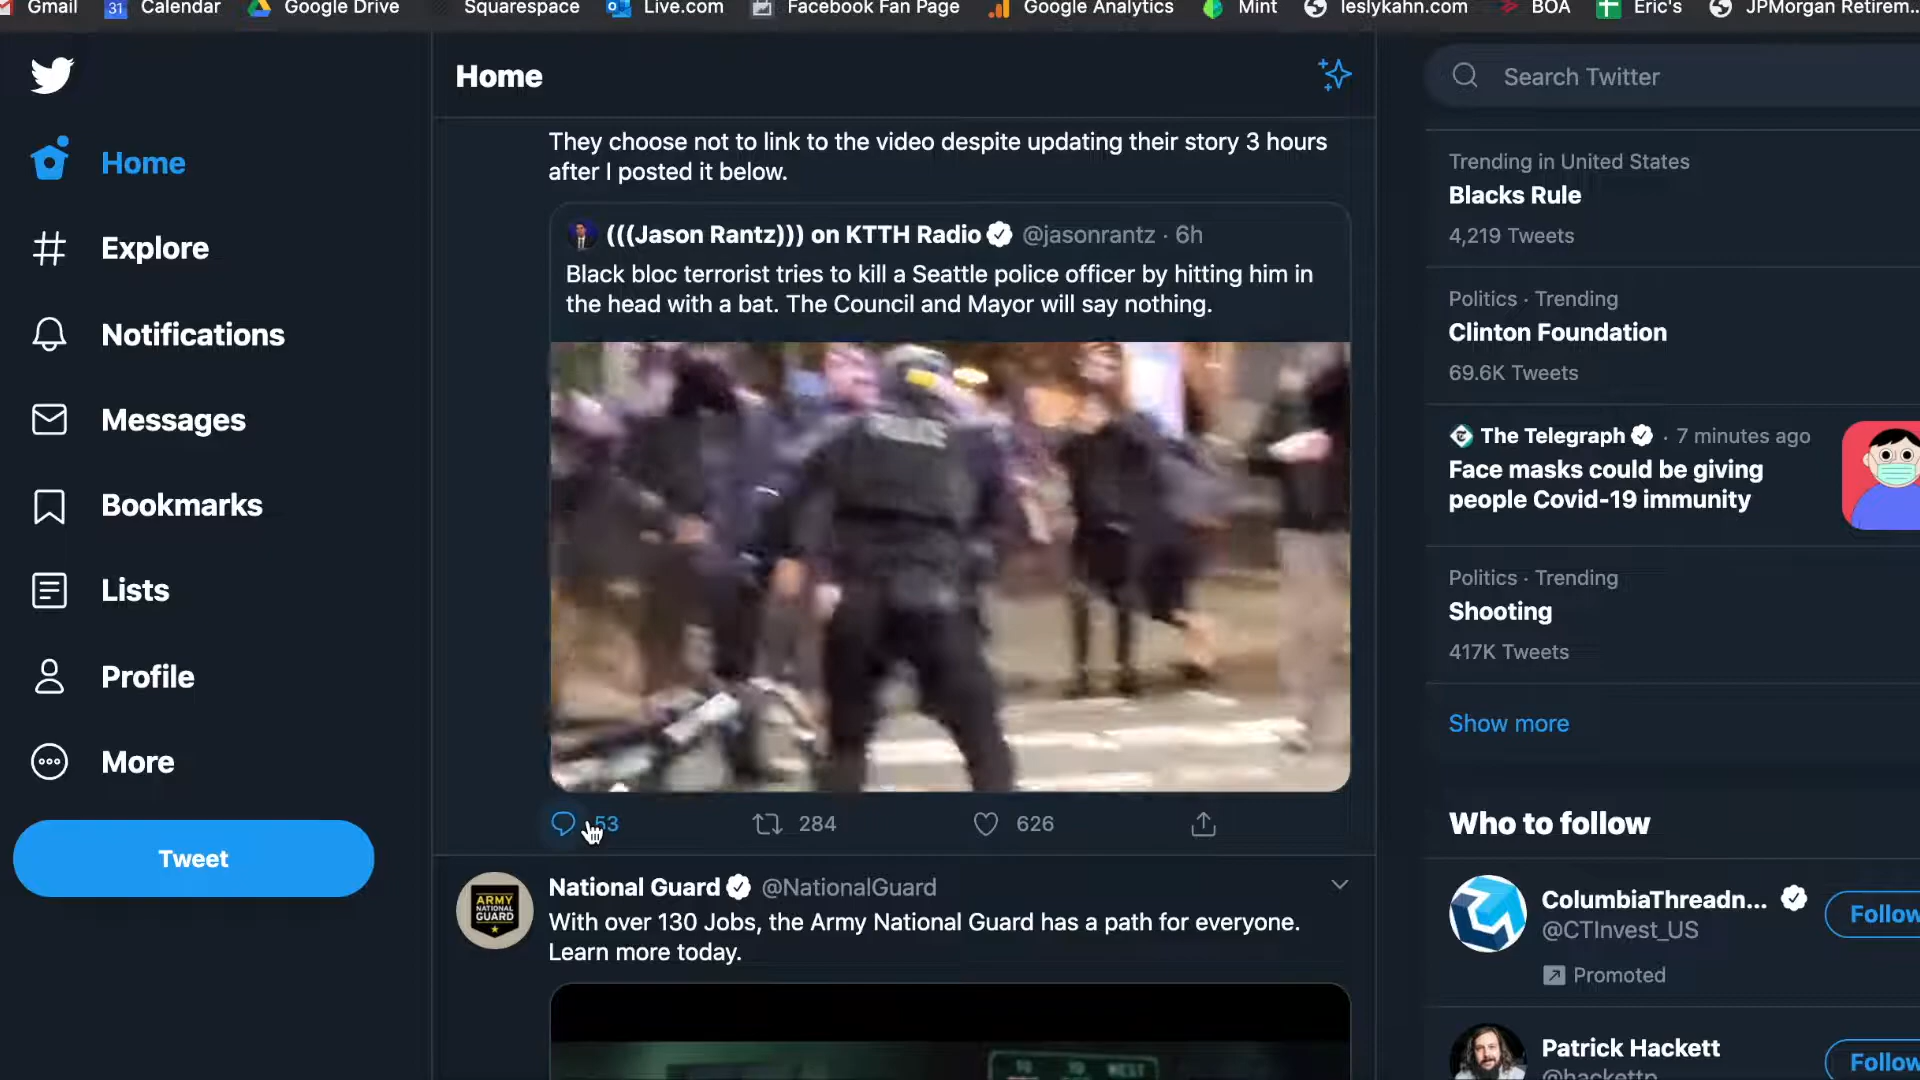 Gmail
31 Calendar
Google Drive
Squarespace
Live.com
Facebook Fan Page
Google Analytics
Mint
leslykahn.com
BOA
Eric's
JPMorgan Retirem...
Home
Explore
Notifications
Messages
Bookmarks
Lists
Profile
More
Tweet
Home
They choose not to link to the video despite updating their story 3 hours
after I posted it below.
(((Jason Rantz))) on KTTH Radio @jasonrantz · 6h
Black bloc terrorist tries to kill a Seattle police officer by hitting him in
the head with a bat. The Council and Mayor will say nothing.
POLICE
53
284
626
ARMY
NATIONAL
GUARD
National Guard @NationalGuard
With over 130 Jobs, the Army National Guard has a path for everyone.
Learn more today.
WEST
Search Twitter
Trending in United States
Blacks Rule
4,219 Tweets
Politics · Trending
Clinton Foundation
69.6K Tweets
The Telegraph · 7 minutes ago
Face masks could be giving
people Covid-19 immunity
Politics · Trending
Shooting
417K Tweets
Show more
Who to follow
ColumbiaThreadn...
@CTInvest_US
Follow
Promoted
Patrick Hackett
@hackettp
Follow